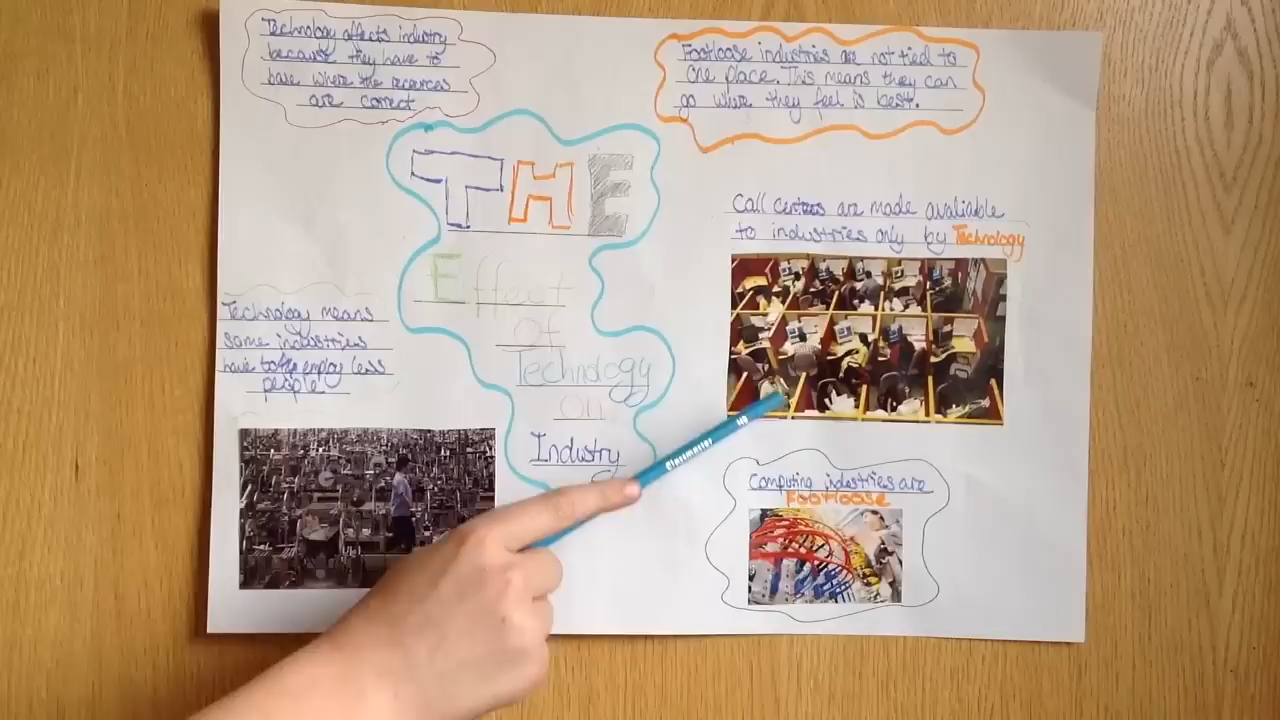 Technology affects industry
because they have to
base where the resources
are correct
Footloose industries are not tied to
one place. This means they can
go where they feel is best.
THE
Effect
Of
Technology
On
Industry
Call centres are made avaliable
to industries only by Technology
Technology means
some industries
have to employ less
people
Computing industries are
FOOTLOOSE
Classmaster HB